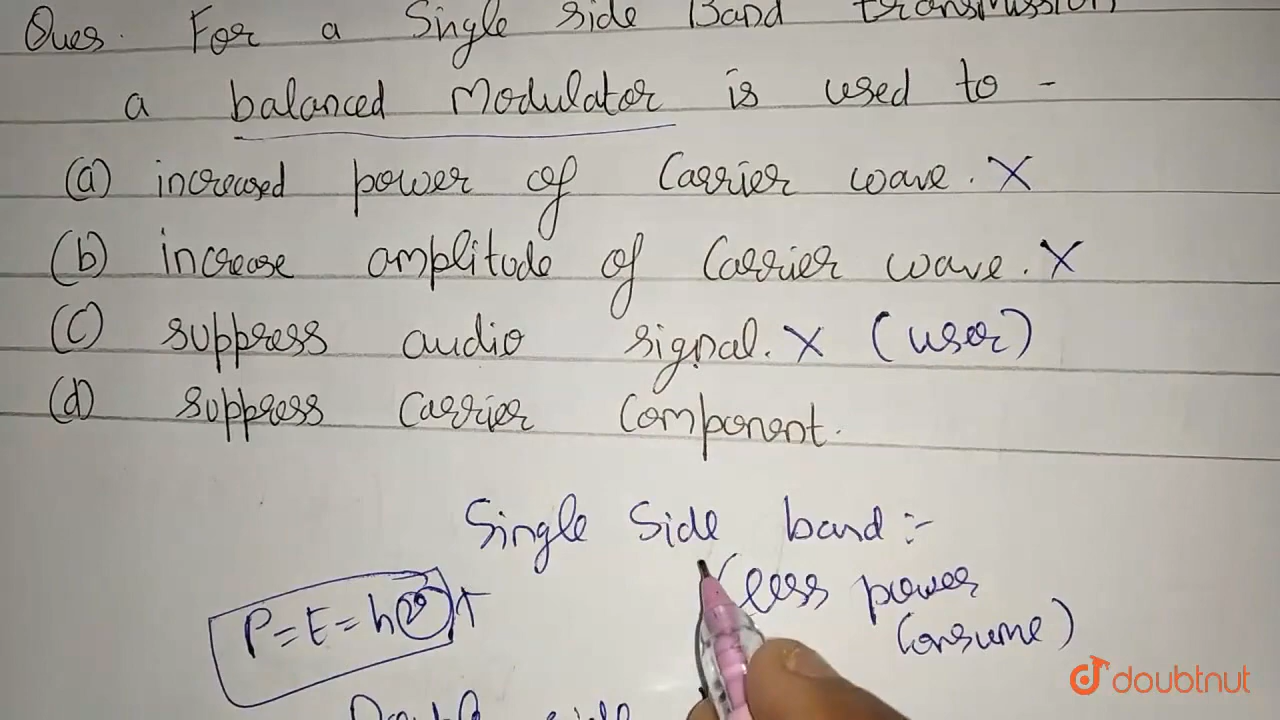 Ques. For a Single side Band transmission
a balanced Modulator is used to -
(a) increased power of Carrier wave. X
(b) increase amplitude of Carrier wave. X
(c) suppress audio signal. X (user)
(d) suppress Carrier Component.
Single Side band :-
(less power
Consume)
P=E=h
doubtnut